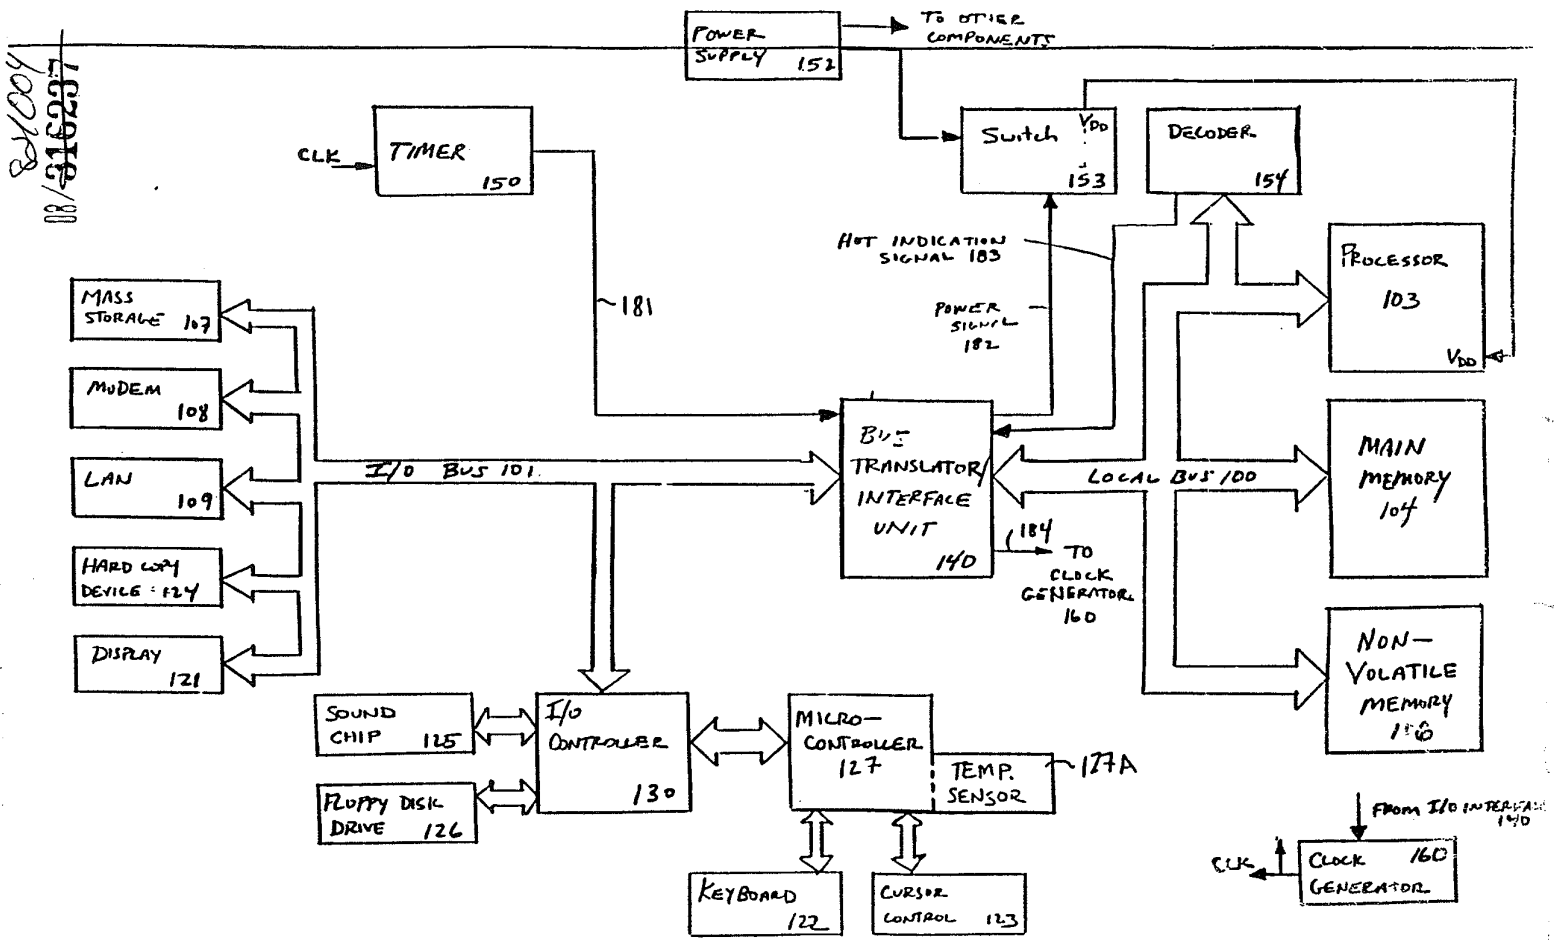 POWER
SUPPLY 152
TO OTHER
COMPONENTS
821004
08/316237
CLK
TIMER
150
Switch VDD
153
DECODER
154
HOT INDICATION
SIGNAL 183
PROCESSOR
103
VDD
MASS
STORAGE 107
181
POWER
SIGNAL
182
MODEM
108
BUS
TRANSLATOR/
INTERFACE
UNIT
140
MAIN
MEMORY
104
I/O BUS 101
LOCAL BUS 100
LAN
109
184
TO
CLOCK
GENERATOR
160
HARD COPY
DEVICE 124
DISPLAY
121
NON-
VOLATILE
MEMORY
SOUND
CHIP 125
I/O
CONTROLLER
130
MICRO-
CONTROLLER
127
TEMP.
SENSOR
127A
FLOPPY DISK
DRIVE 126
FROM I/O INTERFACE
140
CLK
CLOCK 160
GENERATOR
KEYBOARD
122
CURSOR
CONTROL 123